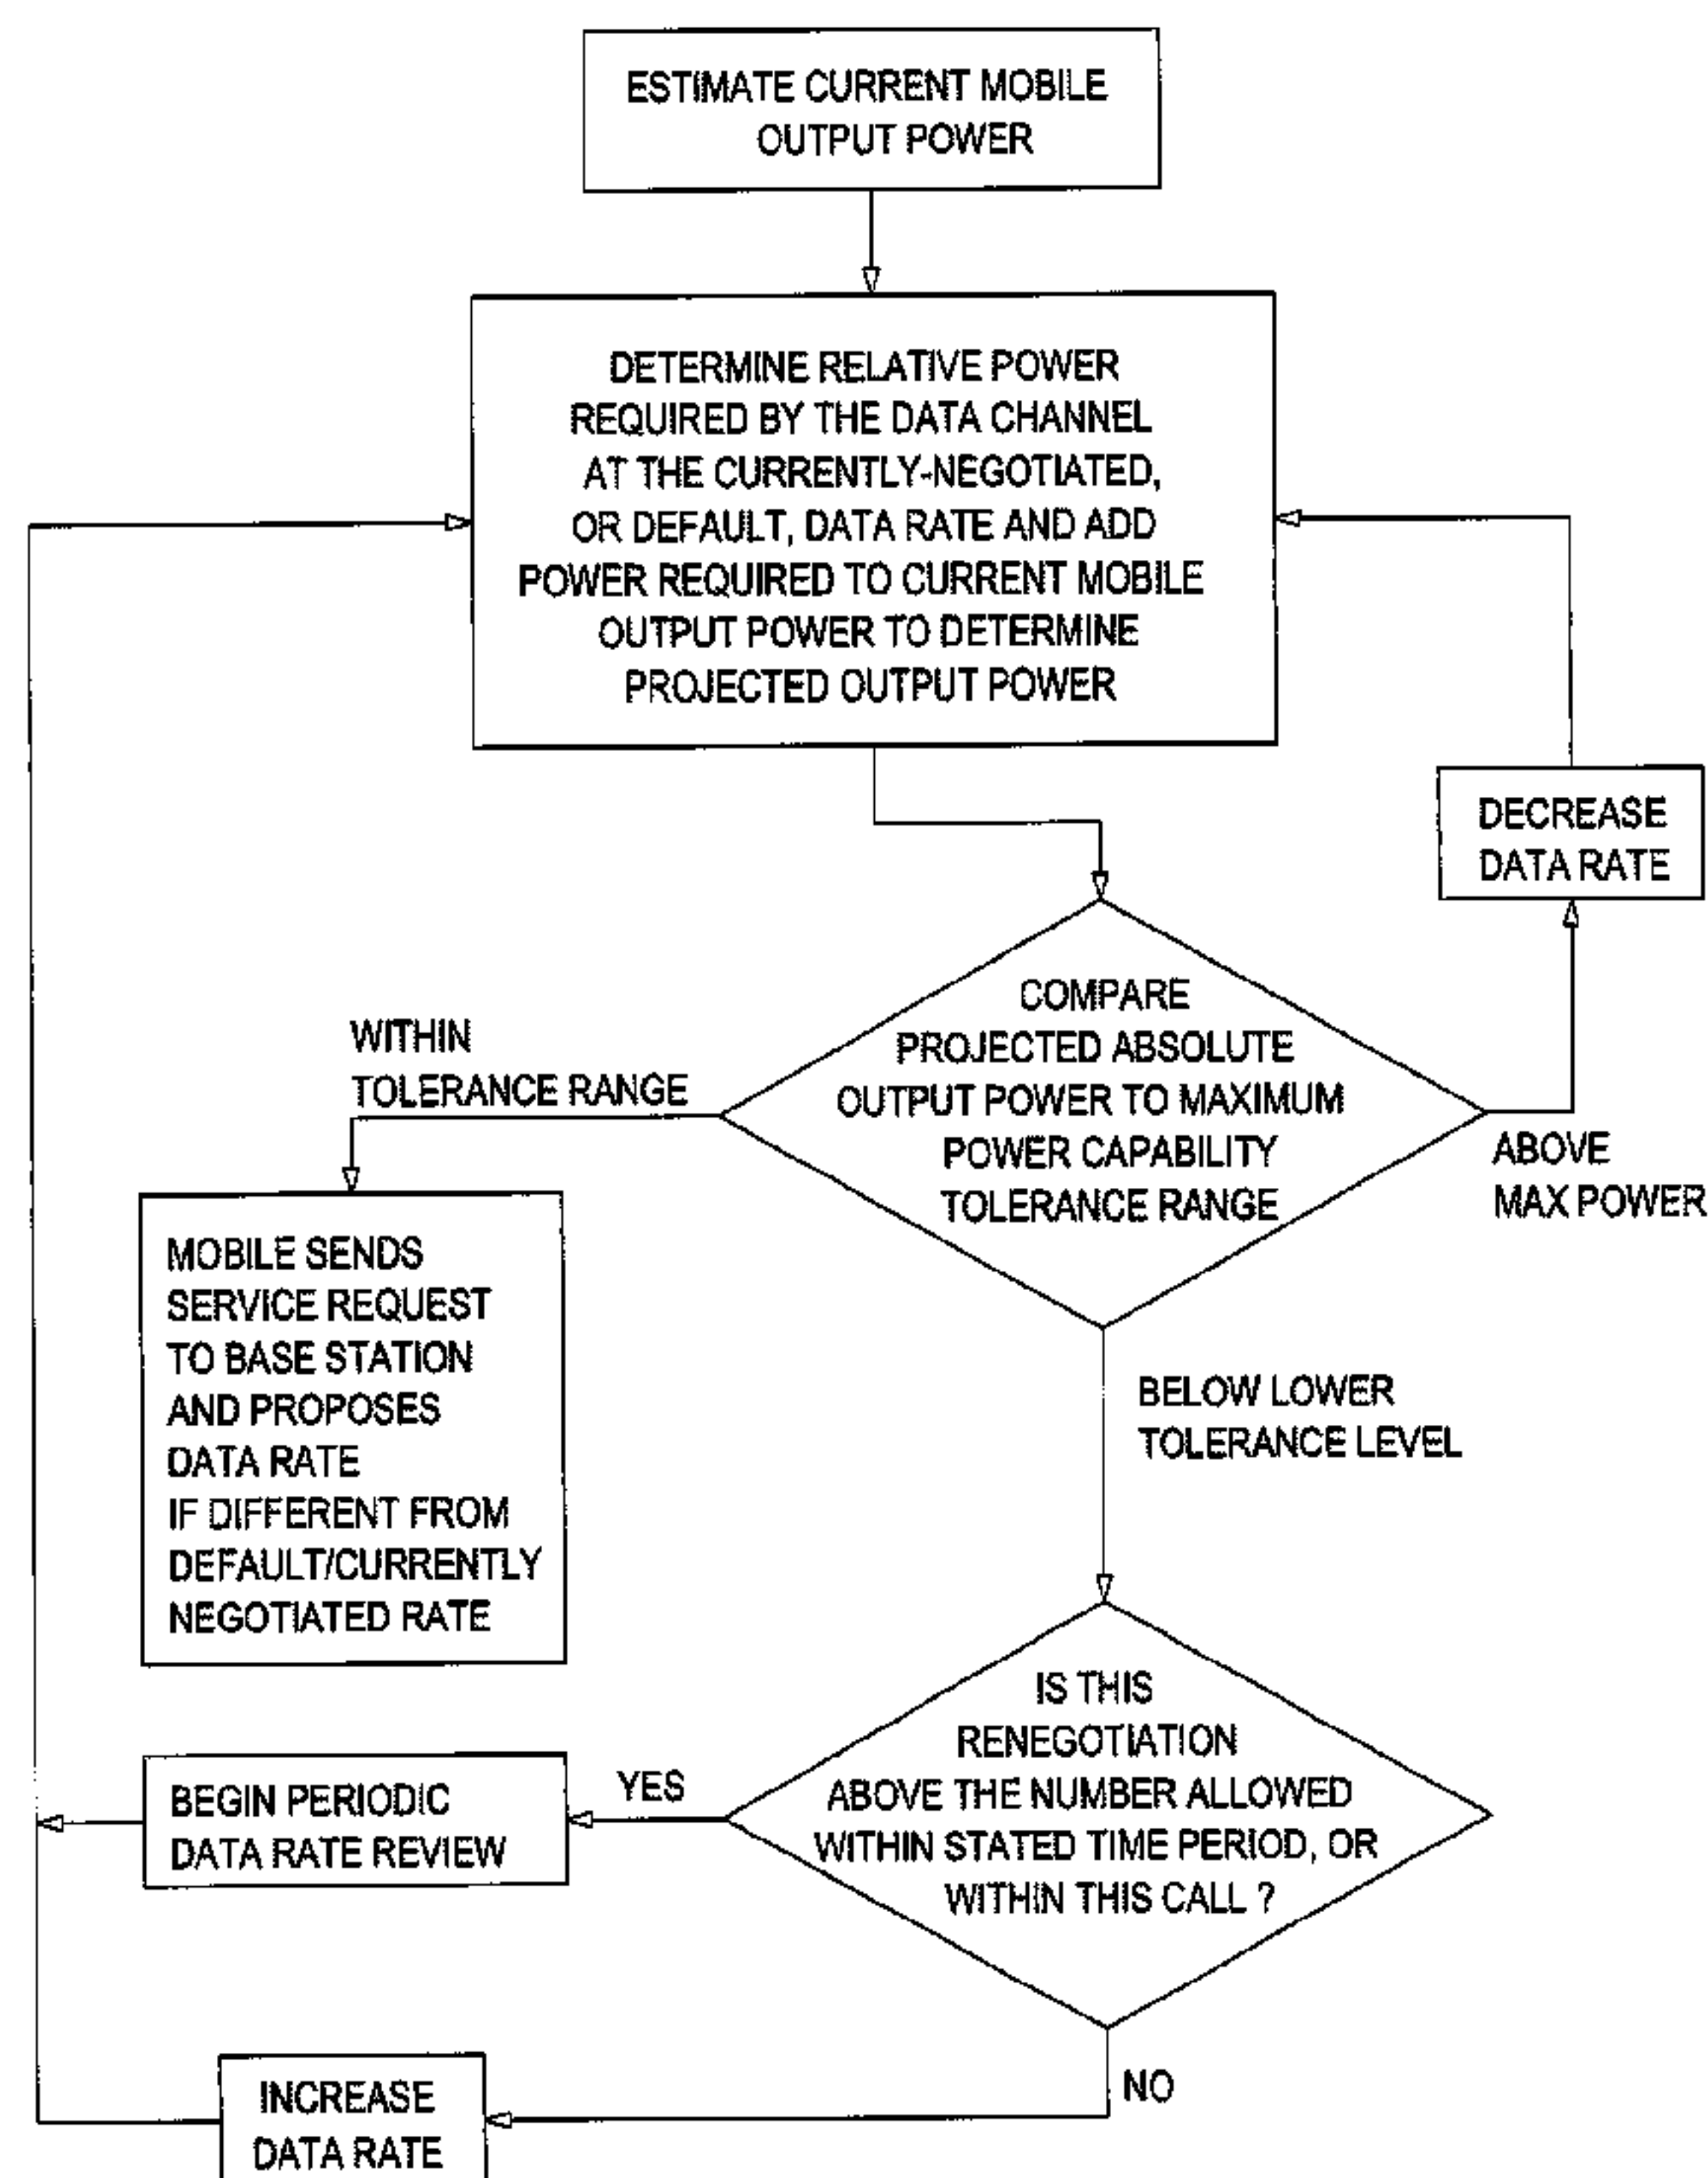 ESTIMATE CURRENT MOBILE
OUTPUT POWER
DETERMINE RELATIVE POWER
REQUIRED BY THE DATA CHANNEL
AT THE CURRENTLY-NEGOTIATED,
OR DEFAULT, DATA RATE AND ADD
POWER REQUIRED TO CURRENT MOBILE
OUTPUT POWER TO DETERMINE
PROJECTED OUTPUT POWER
DECREASE
DATA RATE
COMPARE
PROJECTED ABSOLUTE
OUTPUT POWER TO MAXIMUM
POWER CAPABILITY
TOLERANCE RANGE
WITHIN
TOLERANCE RANGE
ABOVE
MAX POWER
MOBILE SENDS
SERVICE REQUEST
TO BASE STATION
AND PROPOSES
DATA RATE
IF DIFFERENT FROM
DEFAULT/CURRENTLY
NEGOTIATED RATE
BELOW LOWER
TOLERANCE LEVEL
IS THIS
RENEGOTIATION
ABOVE THE NUMBER ALLOWED
WITHIN STATED TIME PERIOD, OR
WITHIN THIS CALL ?
YES
BEGIN PERIODIC
DATA RATE REVIEW
NO
INCREASE
DATA RATE